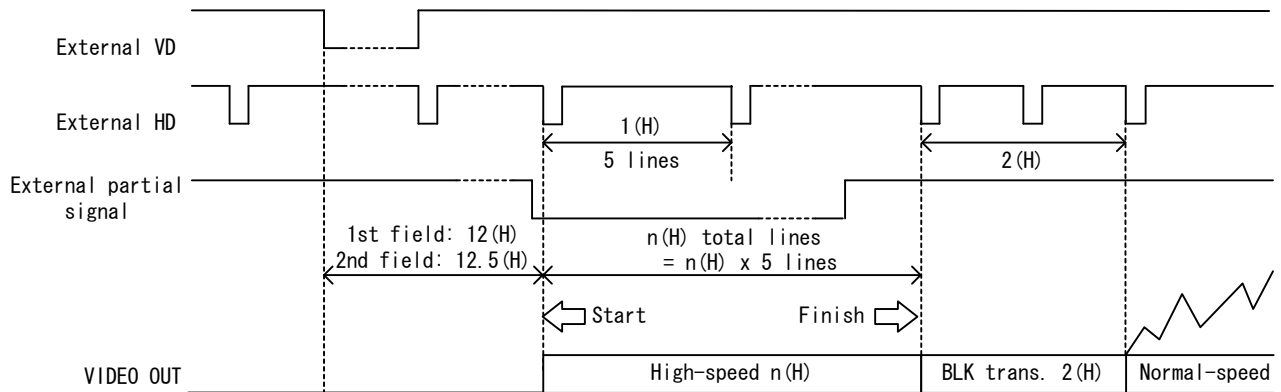 External VD
External HD
1(H)
5 lines
2(H)
External partial
signal
1st field: 12(H)
2nd field: 12.5(H)
n(H) total lines
= n(H) x 5 lines
Start
Finish
VIDEO OUT
High-speed n(H)
BLK trans. 2(H)
Normal-speed